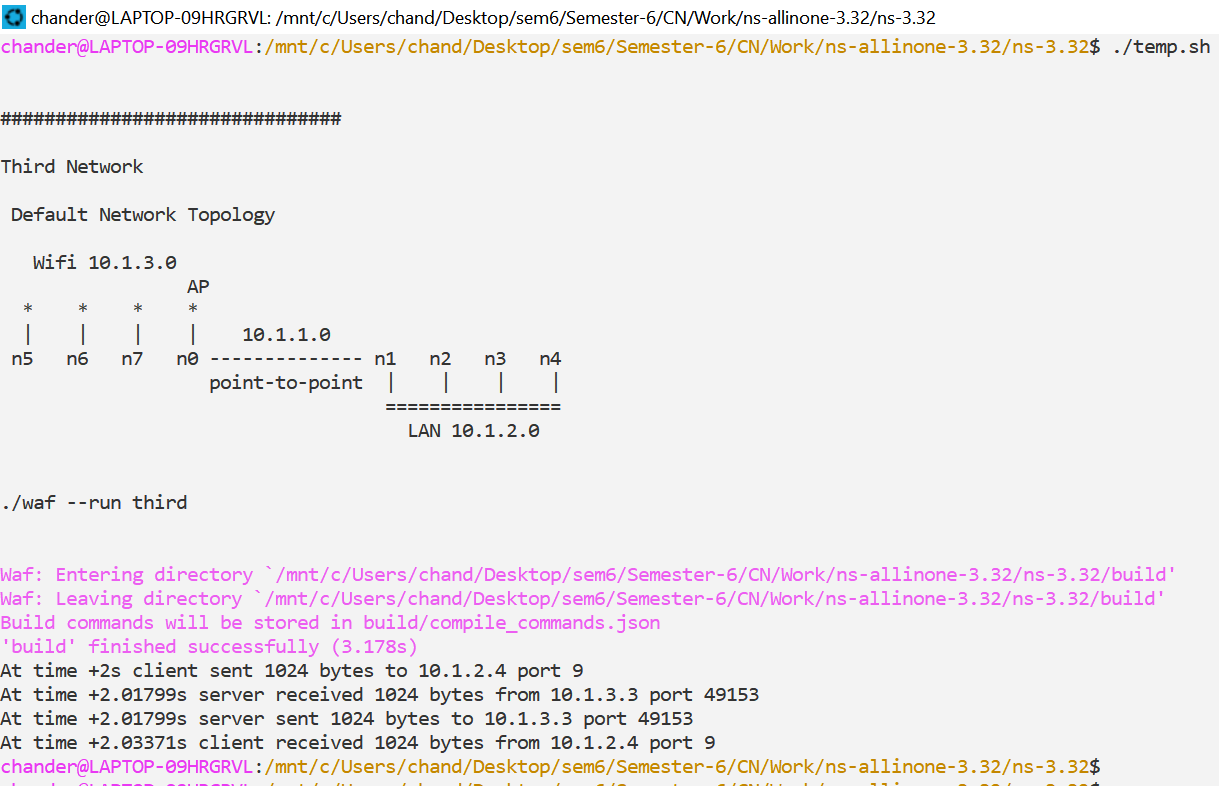 chander@LAPTOP-09HRGRVL: /mnt/c/Users/chand/Desktop/sem6/Semester-6/CN/Work/ns-allinone-3.32/ns-3.32
chander@LAPTOP-09HRGRVL:/mnt/c/Users/chand/Desktop/sem6/Semester-6/CN/Work/ns-allinone-3.32/ns-3.32$ ./temp.sh
###############################
Third Network
 Default Network Topology
   Wifi 10.1.3.0
                 AP
  *    *    *    *
  |    |    |    |    10.1.1.0
 n5   n6   n7   n0 -------------- n1   n2   n3   n4
                   point-to-point  |    |    |    |
                                   ================
                                     LAN 10.1.2.0
./waf --run third
Waf: Entering directory `/mnt/c/Users/chand/Desktop/sem6/Semester-6/CN/Work/ns-allinone-3.32/ns-3.32/build'
Waf: Leaving directory `/mnt/c/Users/chand/Desktop/sem6/Semester-6/CN/Work/ns-allinone-3.32/ns-3.32/build'
Build commands will be stored in build/compile_commands.json
'build' finished successfully (3.178s)
At time +2s client sent 1024 bytes to 10.1.2.4 port 9
At time +2.01799s server received 1024 bytes from 10.1.3.3 port 49153
At time +2.01799s server sent 1024 bytes to 10.1.3.3 port 49153
At time +2.03371s client received 1024 bytes from 10.1.2.4 port 9
chander@LAPTOP-09HRGRVL:/mnt/c/Users/chand/Desktop/sem6/Semester-6/CN/Work/ns-allinone-3.32/ns-3.32$